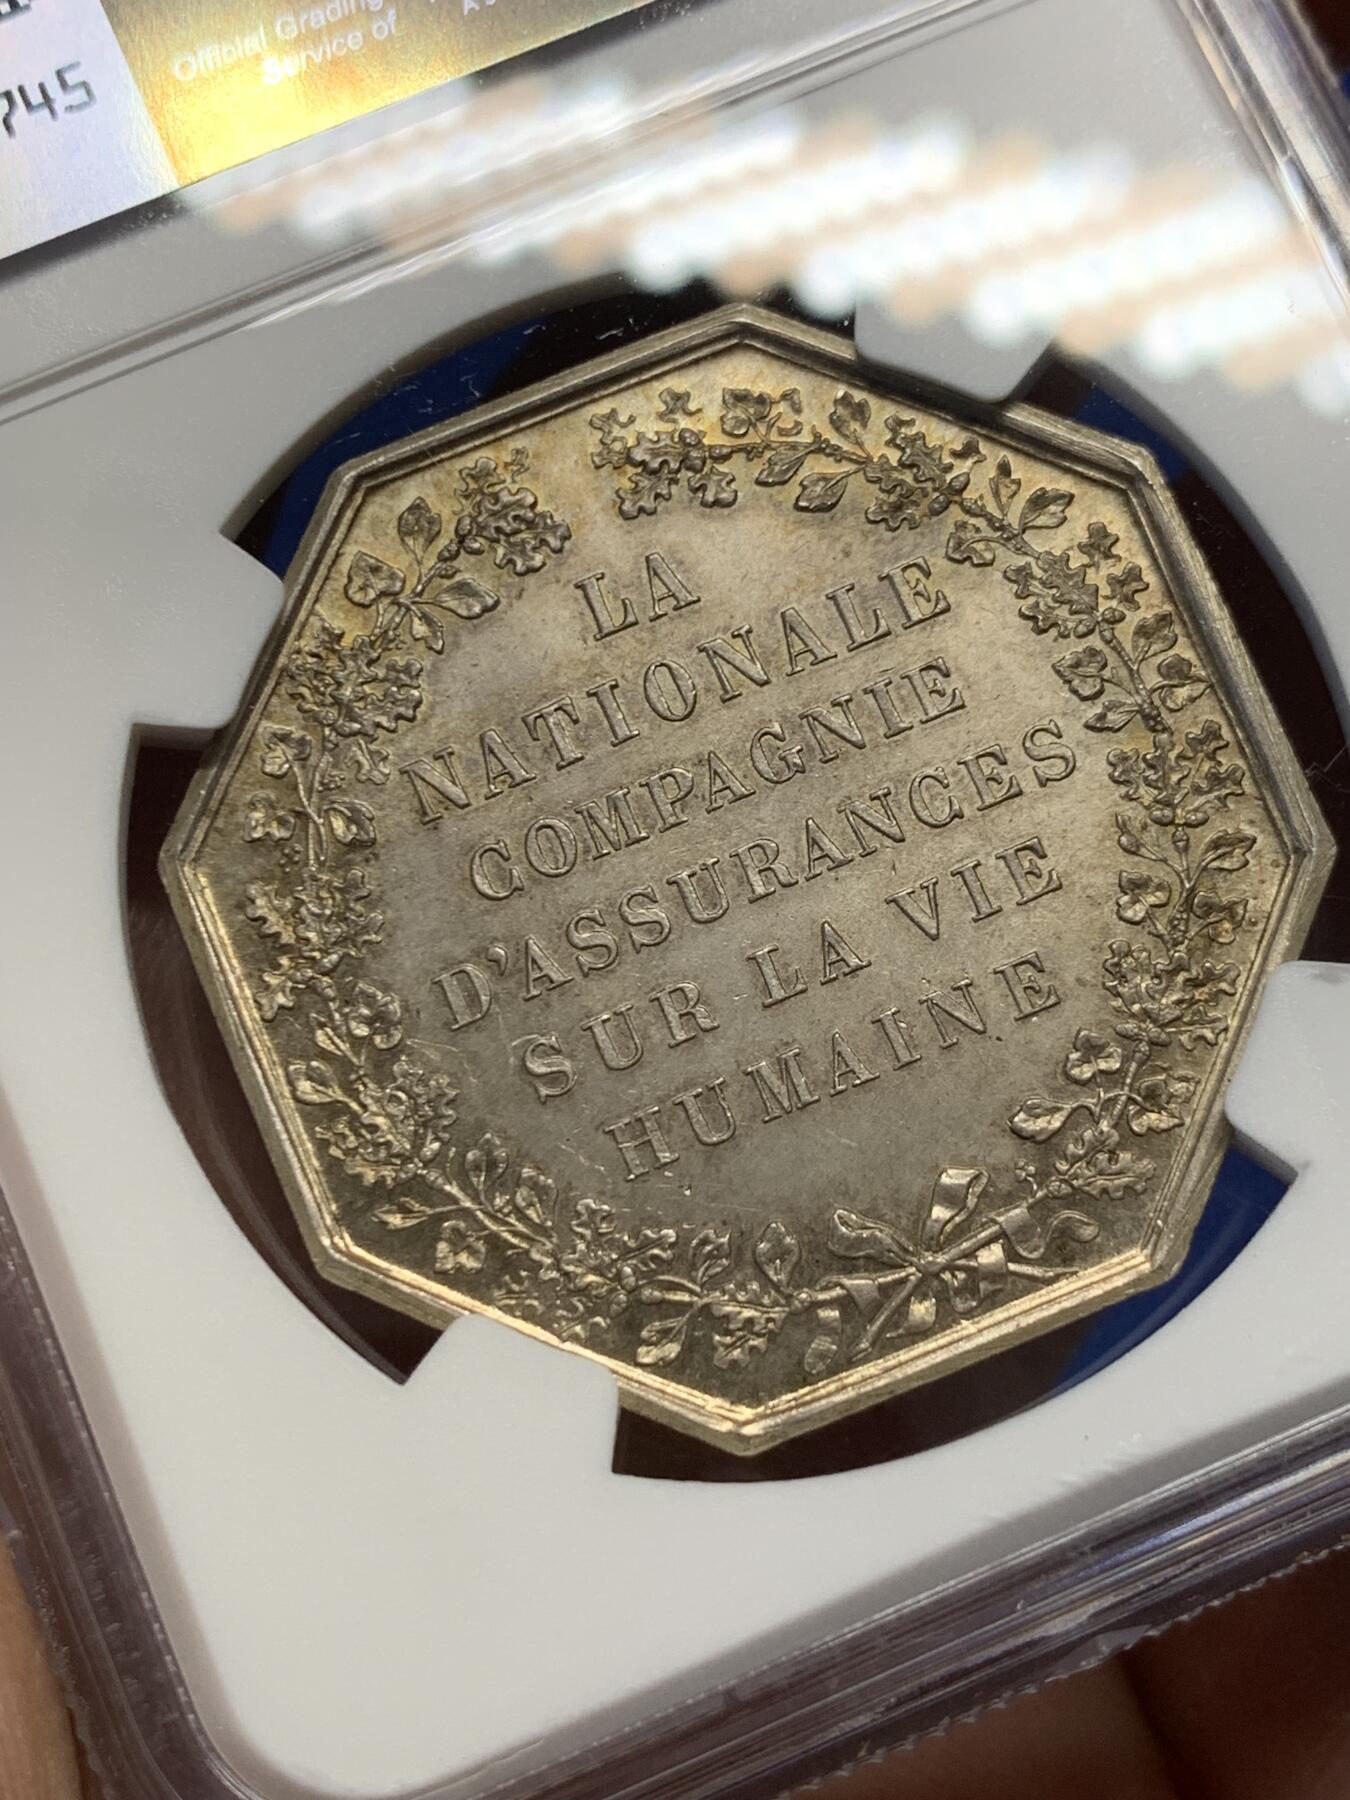 745
Official Grading
Service of
LA
NATIONALE
COMPAGNIE
D'ASSURANCES
SUR LA VIE
HUMAINE